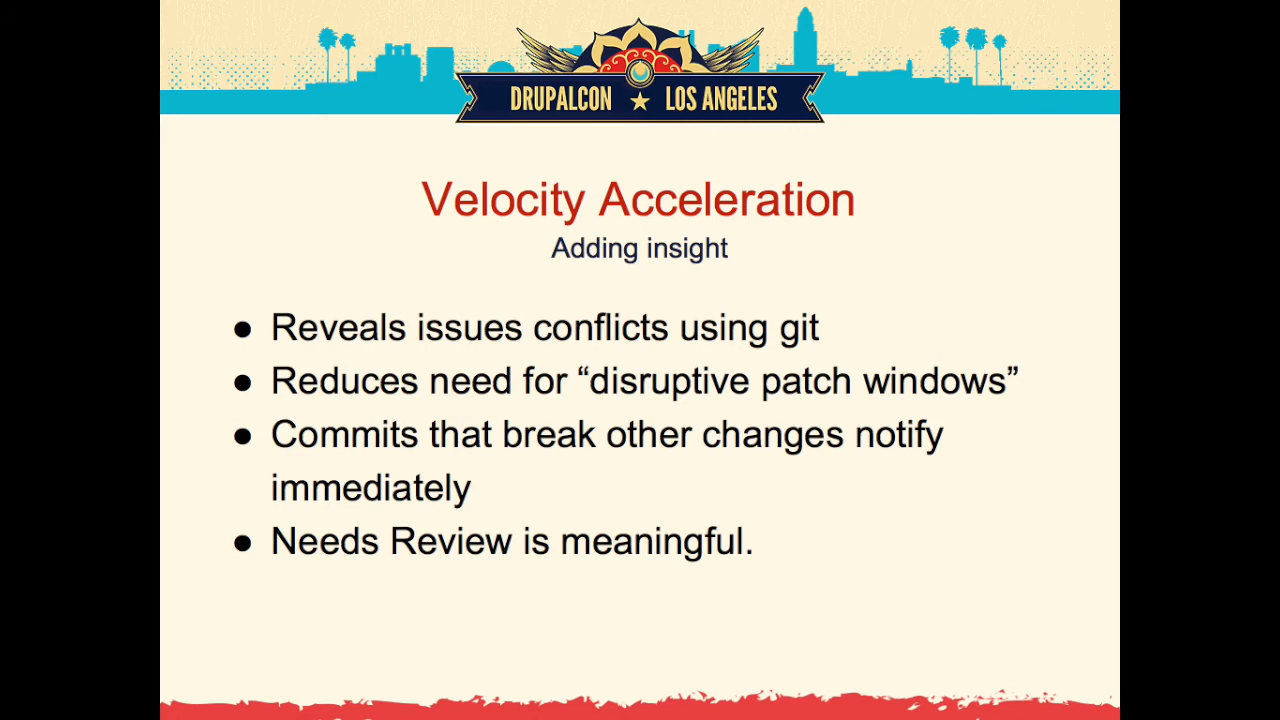 DRUPALCON ★ LOS ANGELES
Velocity Acceleration
Adding insight
● Reveals issues conflicts using git
● Reduces need for “disruptive patch windows”
● Commits that break other changes notify
immediately
● Needs Review is meaningful.